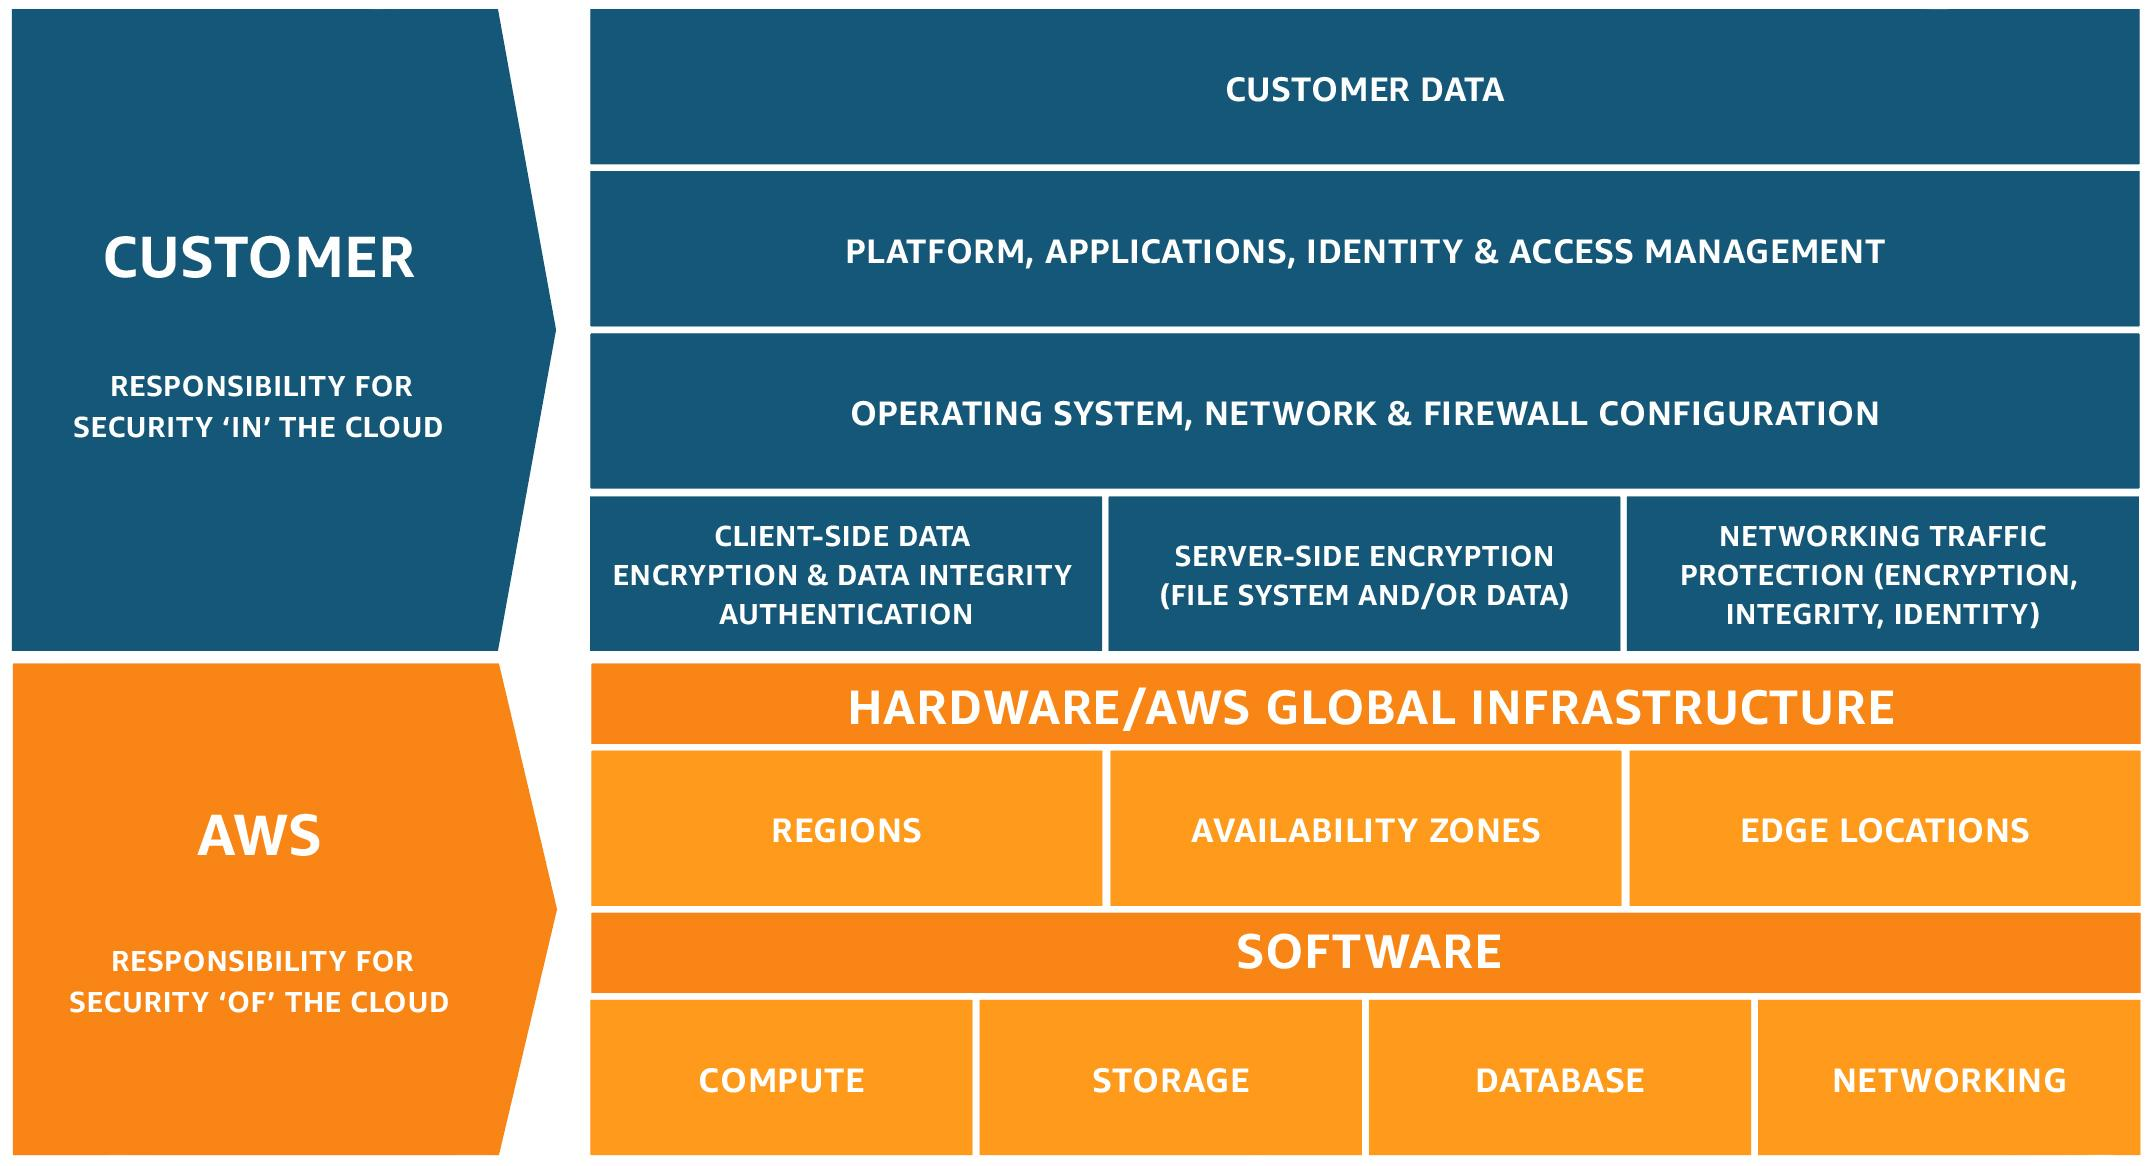 CUSTOMER
RESPONSIBILITY FOR
SECURITY ‘IN’ THE CLOUD
CUSTOMER DATA
PLATFORM, APPLICATIONS, IDENTITY & ACCESS MANAGEMENT
OPERATING SYSTEM, NETWORK & FIREWALL CONFIGURATION
CLIENT-SIDE DATA
ENCRYPTION & DATA INTEGRITY
AUTHENTICATION
SERVER-SIDE ENCRYPTION
(FILE SYSTEM AND/OR DATA)
NETWORKING TRAFFIC
PROTECTION (ENCRYPTION,
INTEGRITY, IDENTITY)
AWS
RESPONSIBILITY FOR
SECURITY ‘OF’ THE CLOUD
HARDWARE/AWS GLOBAL INFRASTRUCTURE
REGIONS
AVAILABILITY ZONES
EDGE LOCATIONS
SOFTWARE
COMPUTE
STORAGE
DATABASE
NETWORKING